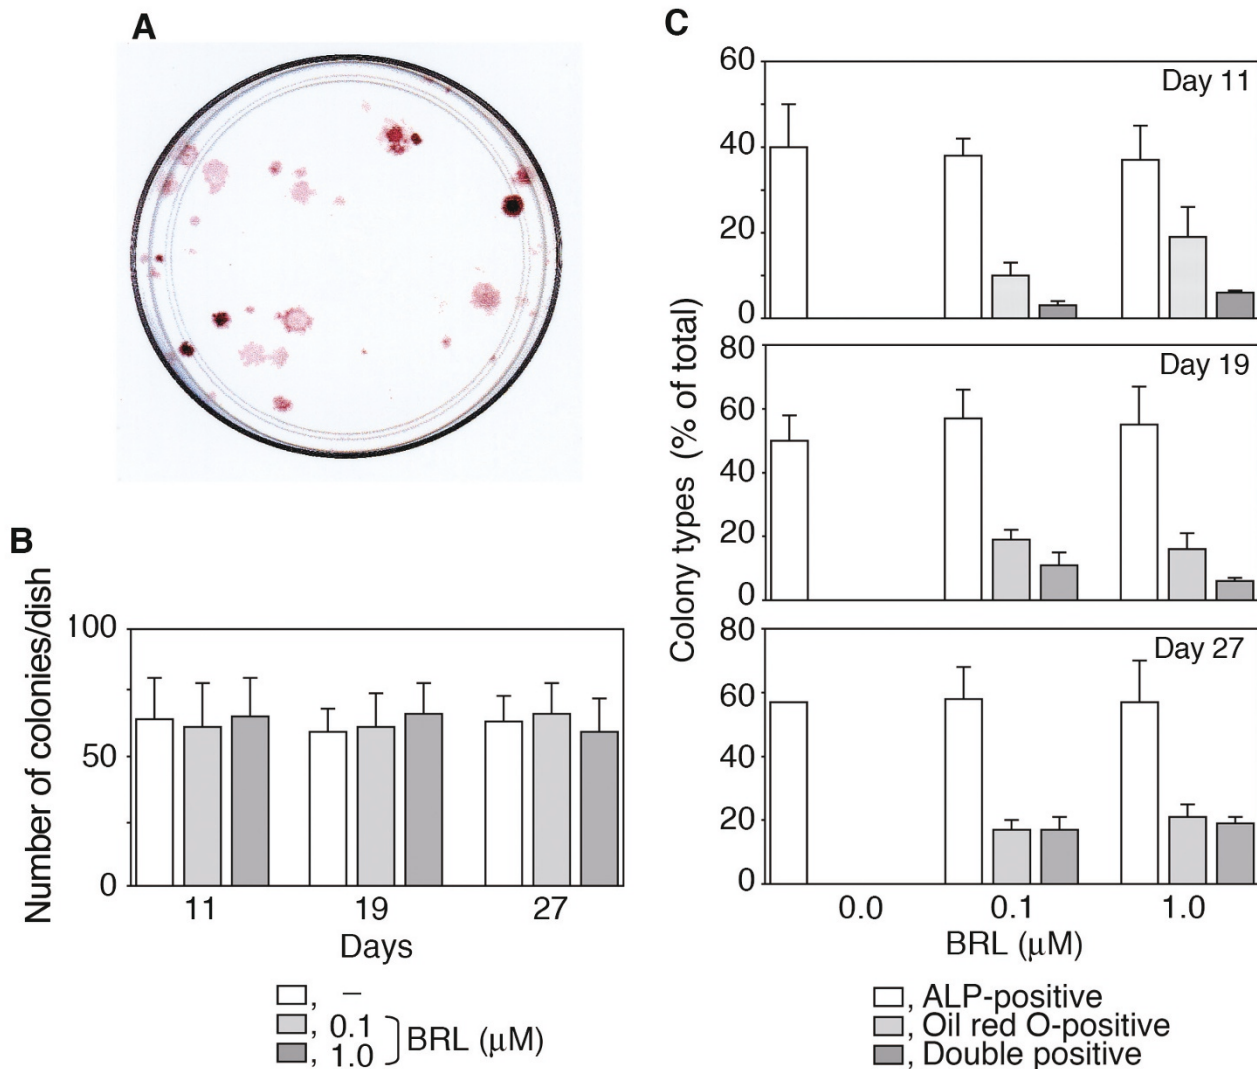 A
B
Number of colonies/dish
100
50
0
11 19 27
Days
, –
, 0.1
, 1.0
BRL (μM)
C
Colony types (% of total)
60
40
20
0
Day 11
80
60
40
20
0
Day 19
80
60
40
20
0
Day 27
0.0 0.1 1.0
BRL (μM)
, ALP-positive
, Oil red O-positive
, Double positive